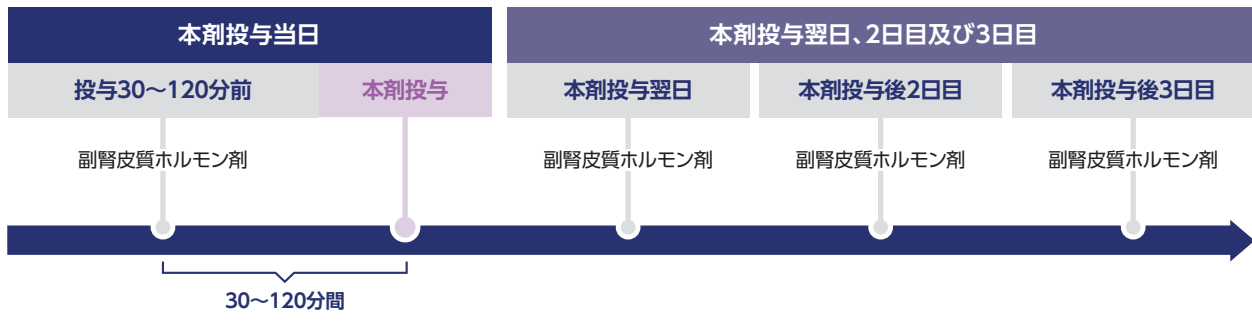 本剤投与当日
本剤投与翌日、2日目及び3日目
投与30〜120分前
本剤投与
本剤投与翌日
本剤投与後2日目
本剤投与後3日目
副腎皮質ホルモン剤
副腎皮質ホルモン剤
副腎皮質ホルモン剤
副腎皮質ホルモン剤
30〜120分間